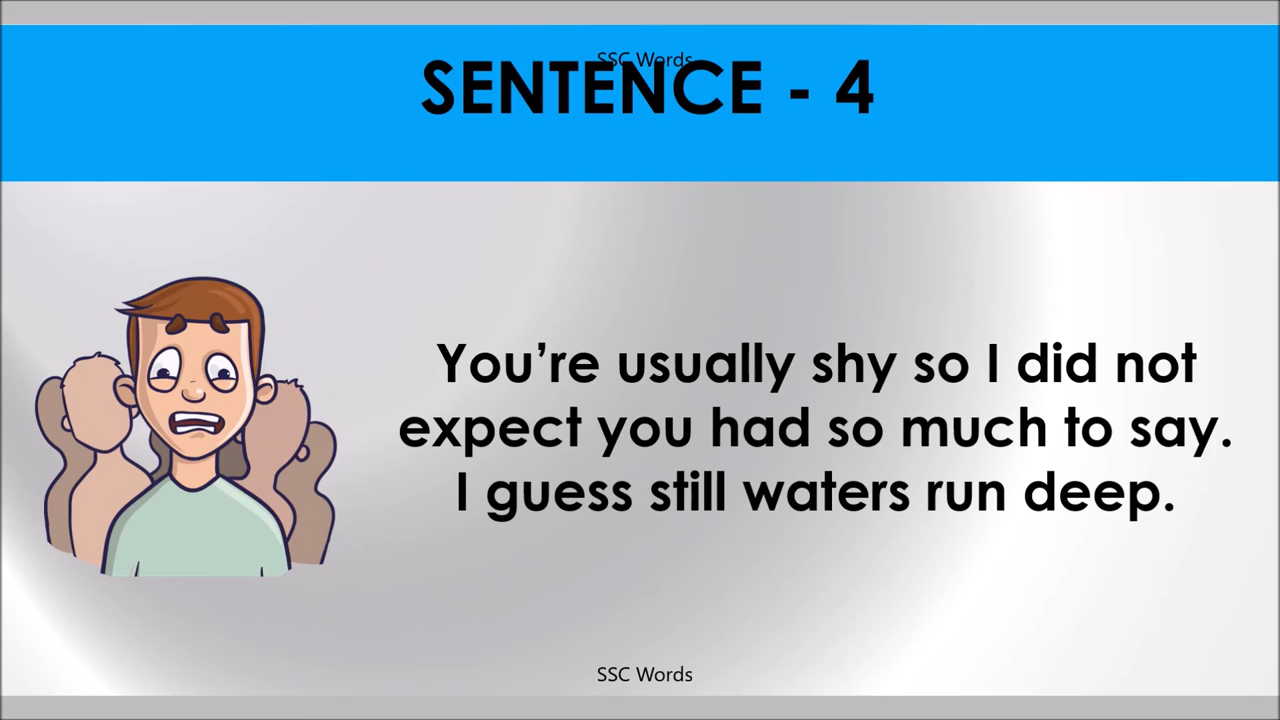 SSC Words
SENTENCE - 4
You’re usually shy so I did not
expect you had so much to say.
I guess still waters run deep.
SSC Words